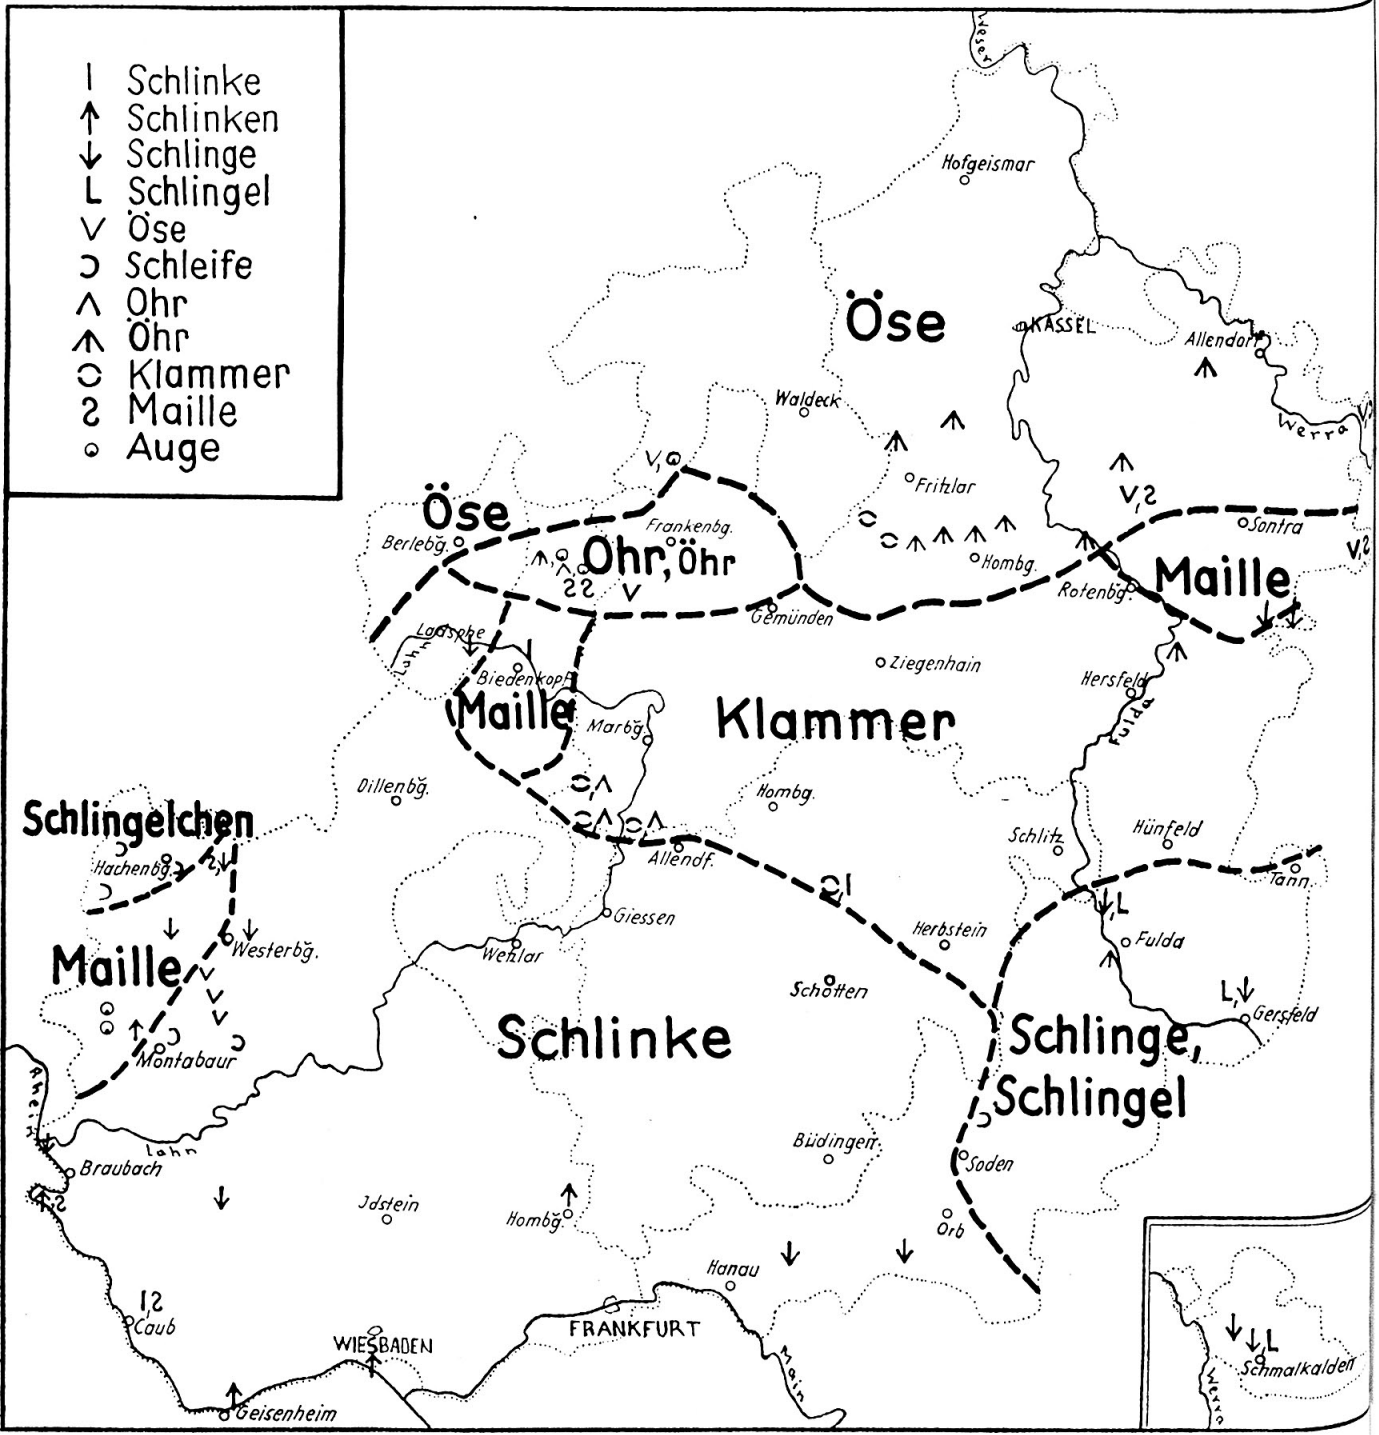 I Schlinke
↑ Schlinken
↓ Schlinge
L Schlingel
V Öse
Schleife
Ʌ Ohr
Öhr
Klammer
Maille
Auge
Weser
Hofgeismar
Öse
KASSEL
Allendorf
Werra
Waldeck
Fritzlar
V,
V,
Sontra
Öse
Berlebg.
Frankenbg.
Ohr, Öhr
V
Hombg.
V,
Rotenbg.
Maille
Gemünden
Laasphe
Lahn
Biedenkopf
Maille
Ziegenhain
Hersfeld
Fulda
Klammer
Marbg.
Dillenbg.
Hombg.
Schlingelchen
Hachenbg.
Allendf.
Schlitz
Hünfeld
Tann
Giessen
Wetzlar
Westerbg.
Herbstein
L
Fulda
Maille
Schotten
L,
Gersfeld
Schlinke
Schlinge,
Schlingel
Montabaur
Rhein
Lahn
Braubach
Büdingen
Soden
Idstein
Hombg.
Orb
Hanau
Caub
WIESBADEN
FRANKFURT
Main
Geisenheim
L
Schmalkalden
Werra